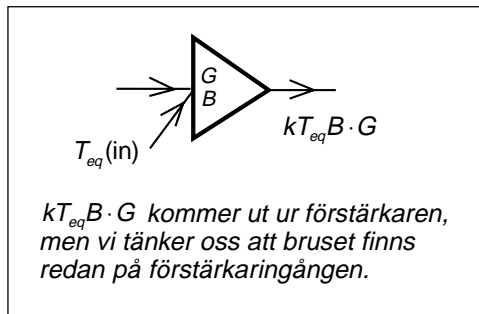 G
B
T_eq(in)
kT_eqB · G
kT_eqB · G kommer ut ur förstärkaren,
men vi tänker oss att bruset finns
redan på förstärkaringången.